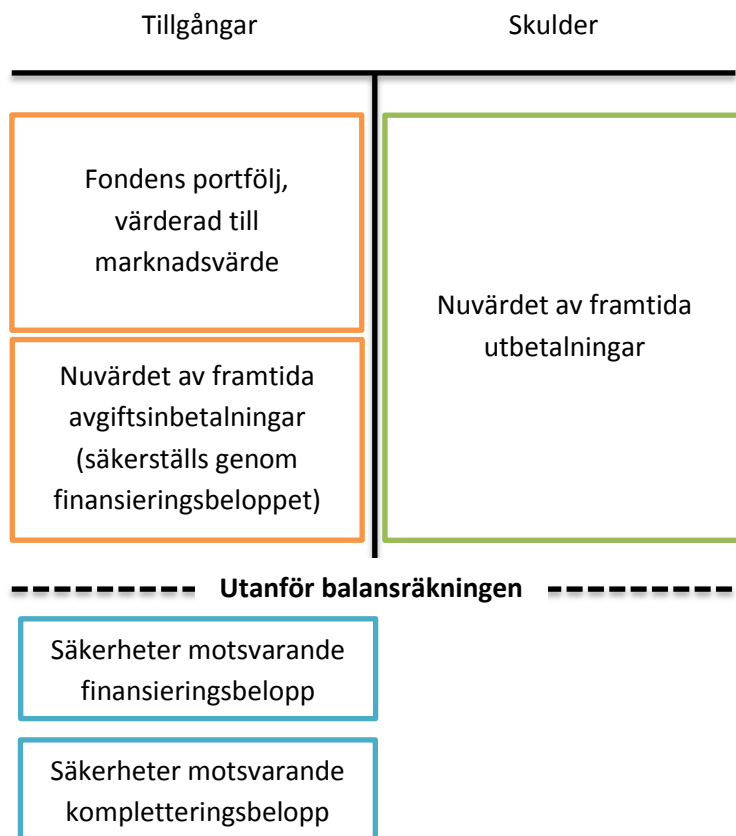 Tillgångar
Skulder
Fondens portfölj,
värderad till
marknadsvärde
Nuvärdet av framtida
avgiftsinbetalningar
(säkerställs genom
finansieringsbeloppet)
Nuvärdet av framtida
utbetalningar
Utanför balansräkningen
Säkerheter motsvarande
finansieringsbelopp
Säkerheter motsvarande
kompletteringsbelopp